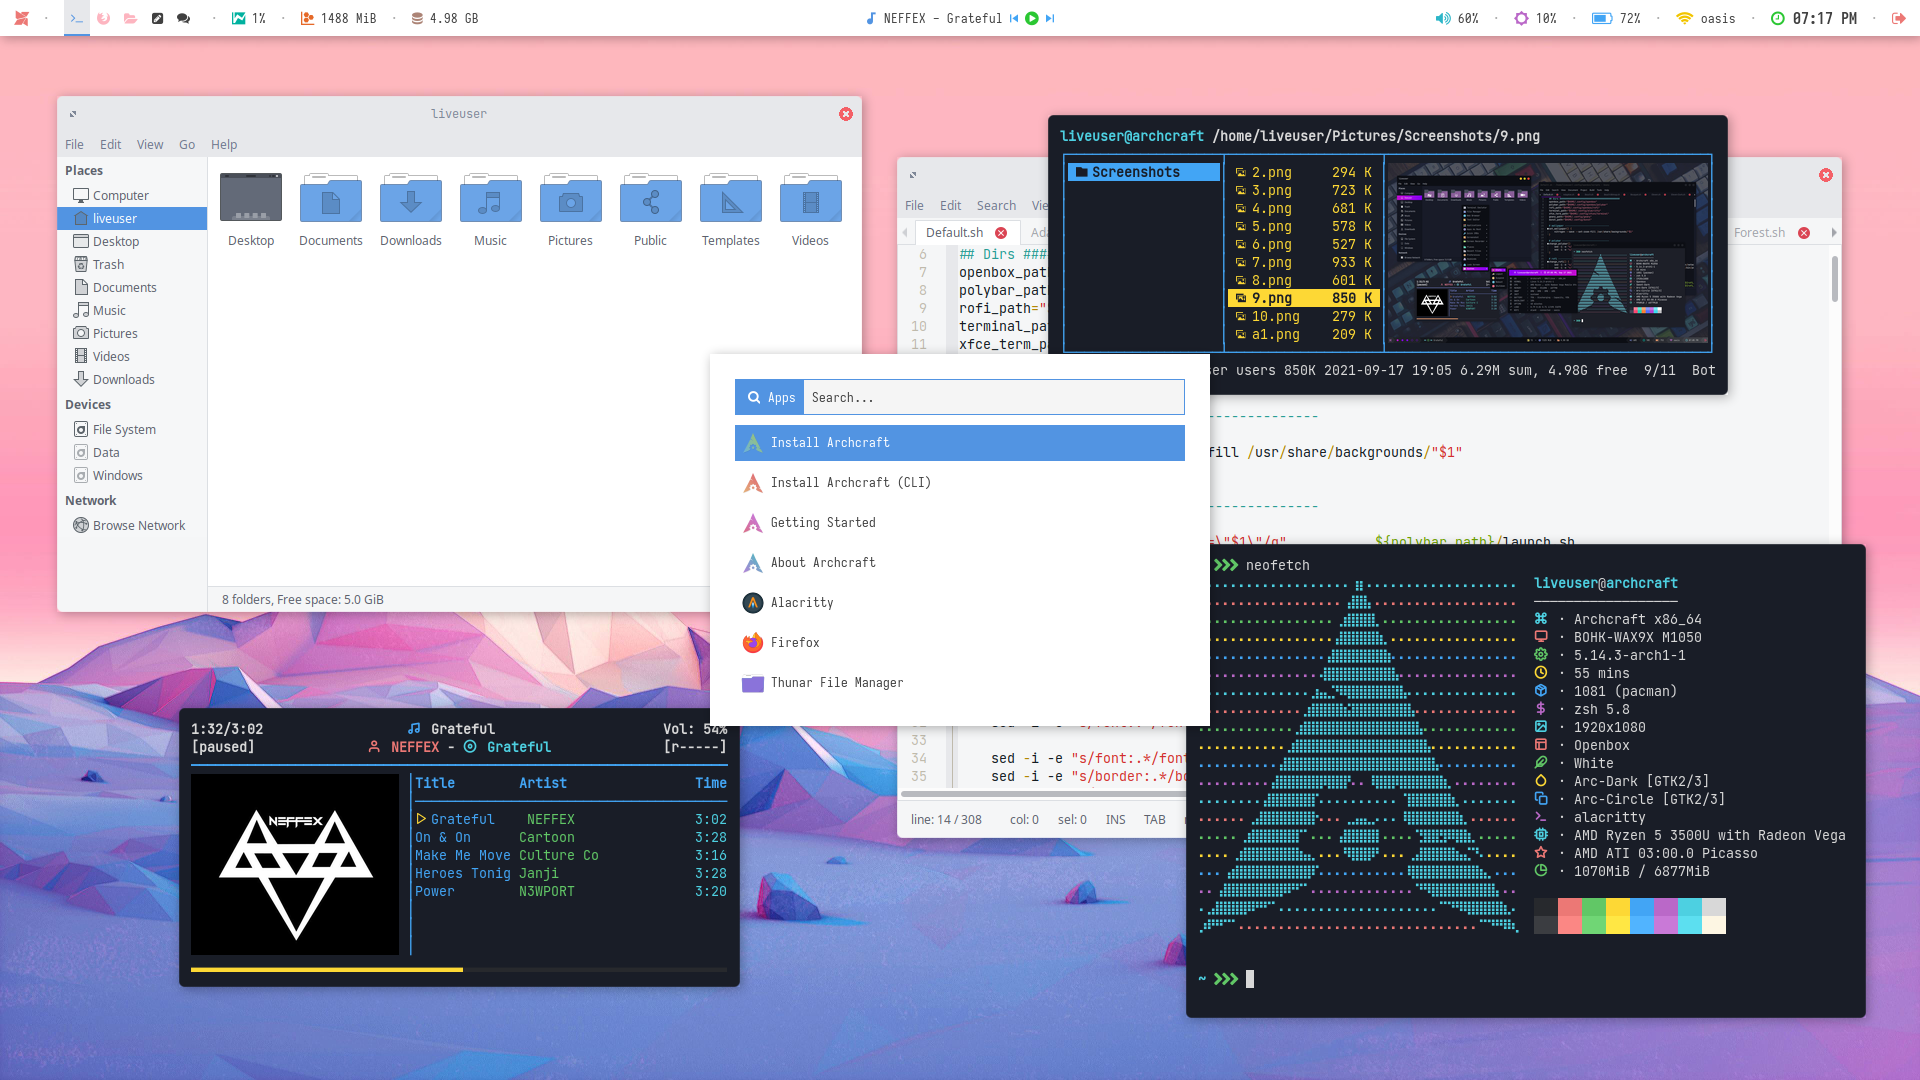 1%
1488 MiB
4.98 GB
NEFFEX - Grateful
60%
10%
72%
oasis
07:17 PM
liveuser
File Edit View Go Help
Places
Computer
liveuser
Desktop
Trash
Documents
Music
Pictures
Videos
Downloads
Devices
File System
Data
Windows
Network
Browse Network
Desktop Documents Downloads Music Pictures Public Templates Videos
8 folders, Free space: 5.0 GiB
liveuser@archcraft /home/liveuser/Pictures/Screenshots/9.png
Screenshots
2.png 294 K
3.png 723 K
4.png 681 K
5.png 578 K
6.png 527 K
7.png 933 K
8.png 601 K
9.png 850 K
10.png 279 K
a1.png 209 K
ser users 850K 2021-09-17 19:05 6.29M sum, 4.98G free 9/11 Bot
File Edit Search Vie
Default.sh
Ada
Forest.sh
6 ## Dirs ####
7 openbox_pat
8 polybar_pat
9 rofi_path="
10 terminal_pa
11 xfce_term_p
--------------
fill /usr/share/backgrounds/"$1"
--------------
=\"$1\"/g" ${polybar_path}/launch.sh
33
34 sed -i -e "s/font:.*/font
35 sed -i -e "s/border:.*/bo
line: 14 / 308 col: 0 sel: 0 INS TAB
Apps Search...
Install Archcraft
Install Archcraft (CLI)
Getting Started
About Archcraft
Alacritty
Firefox
Thunar File Manager
1:32/3:02 Grateful Vol: 54%
[paused] NEFFEX - Grateful [r-----]
NEFFEX
Title Artist Time
Grateful NEFFEX 3:02
On & On Cartoon 3:28
Make Me Move Culture Co 3:16
Heroes Tonig Janji 3:28
Power N3WPORT 3:20
❯❯❯ neofetch
liveuser@archcraft
· Archcraft x86_64
· BOHK-WAX9X M1050
· 5.14.3-arch1-1
· 55 mins
· 1081 (pacman)
· zsh 5.8
· 1920x1080
· Openbox
· White
· Arc-Dark [GTK2/3]
· Arc-Circle [GTK2/3]
· alacritty
· AMD Ryzen 5 3500U with Radeon Vega
· AMD ATI 03:00.0 Picasso
· 1070MiB / 6877MiB
~ ❯❯❯